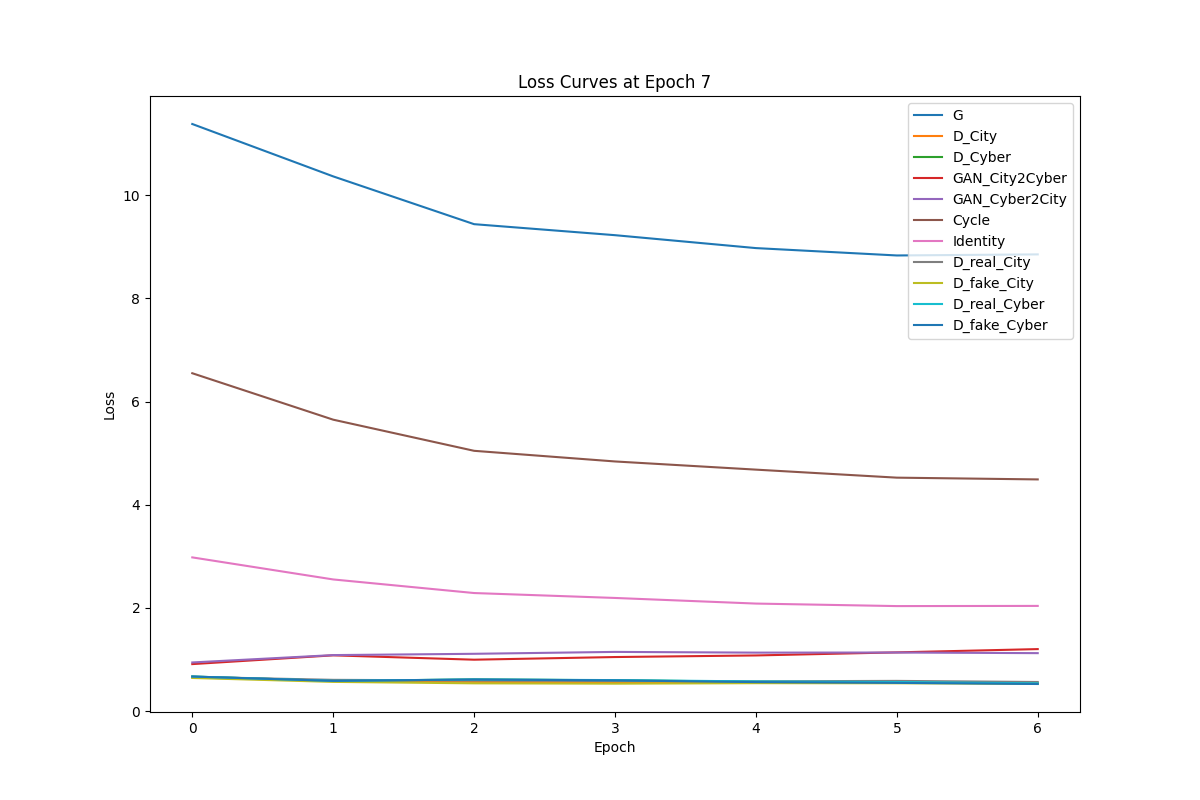 Loss Curves at Epoch 7
G
D_City
D_Cyber
GAN_City2Cyber
GAN_Cyber2City
Cycle
Identity
D_real_City
D_fake_City
D_real_Cyber
D_fake_Cyber
10
8
6
4
2
0
Loss
0 1 2 3 4 5 6
Epoch